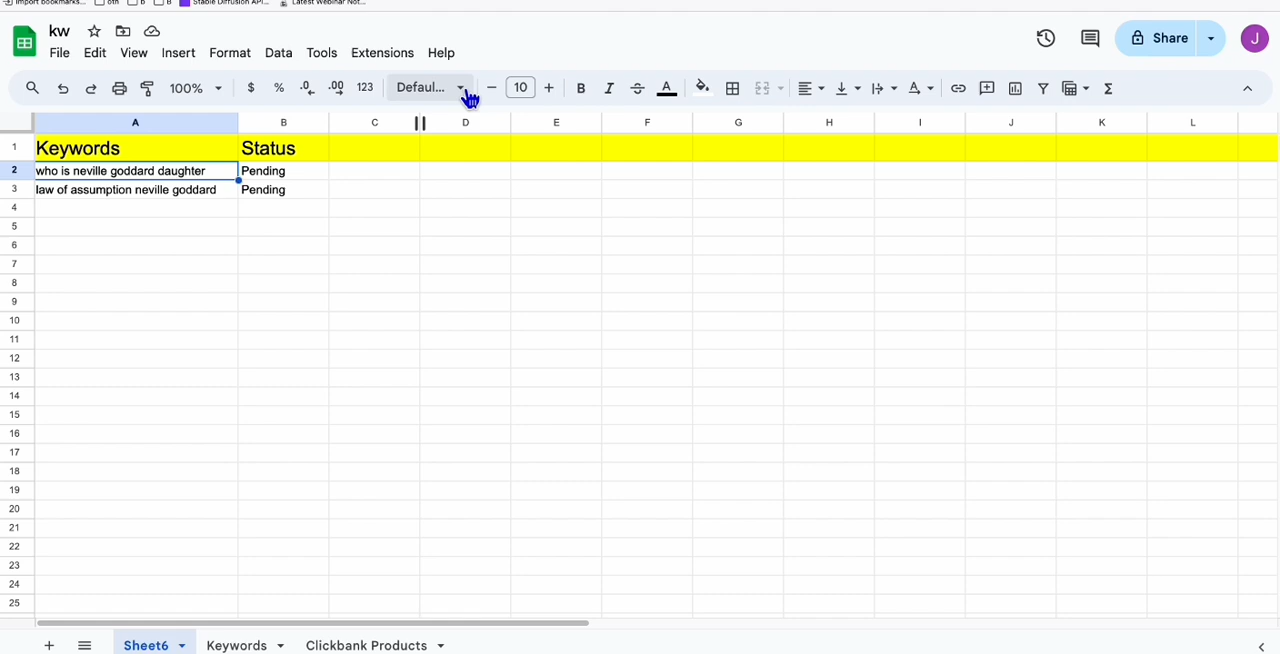 Import bookmarks... oth b B Stable Diffusion API... Latest Webinar Not...
kw
File Edit View Insert Format Data Tools Extensions Help
Share
J
100% $ % .0 .00 123 Defaul... − 10 + B I A
A B C D E F G H I J K L
1 Keywords Status
2 who is neville goddard daughter Pending
3 law of assumption neville goddard Pending
4
5
6
7
8
9
10
11
12
13
14
15
16
17
18
19
20
21
22
23
24
25
+ Sheet6 Keywords Clickbank Products